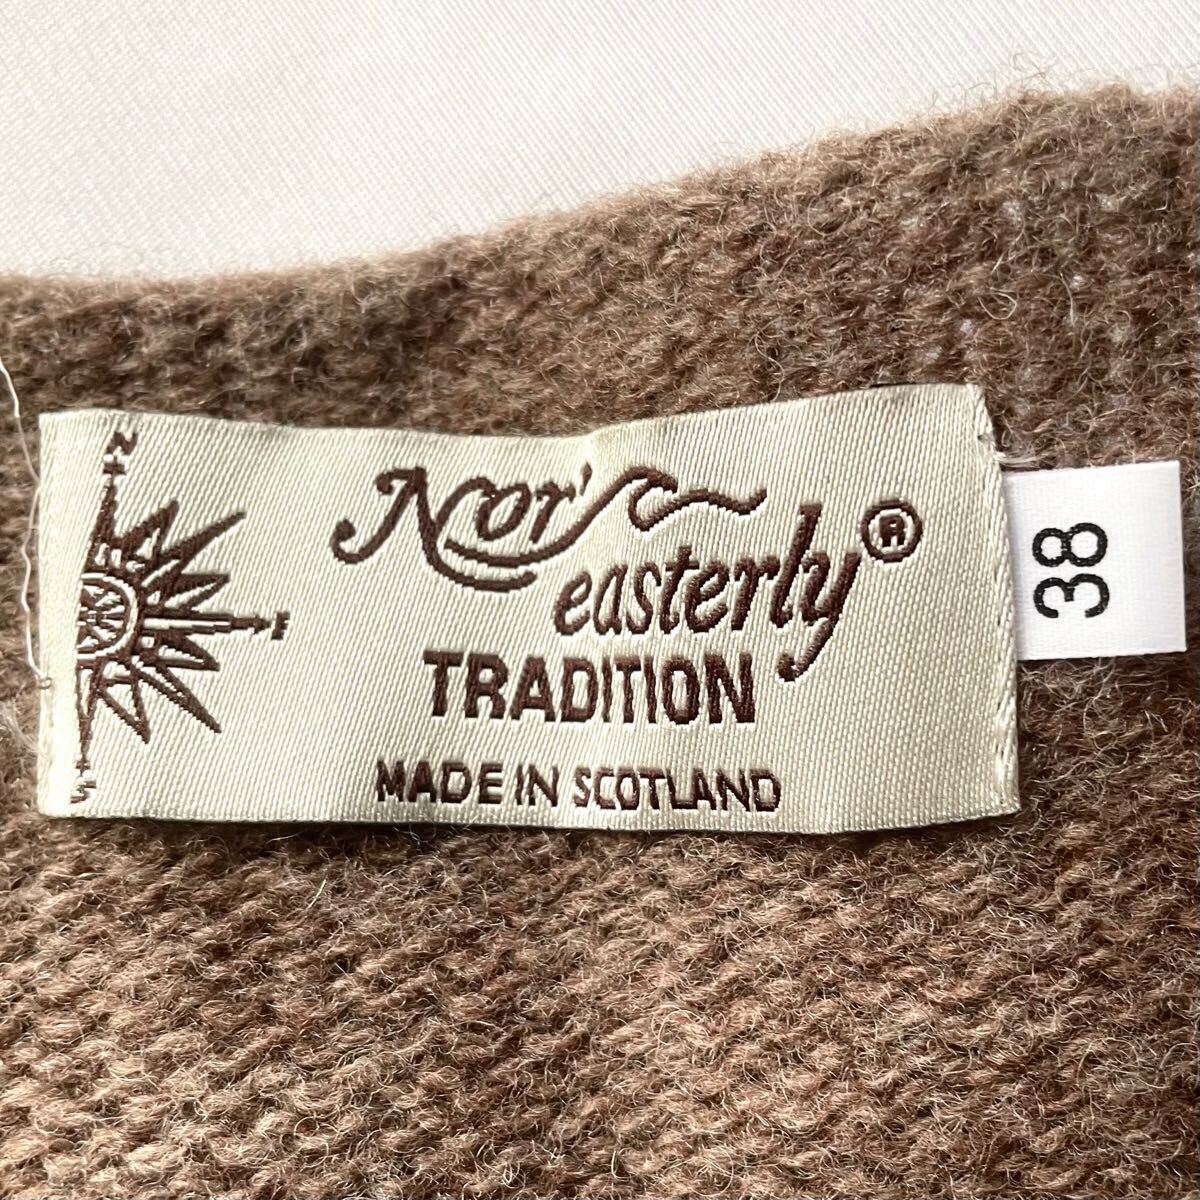 N
E
S
Nor'
easterly®
TRADITION
MADE IN SCOTLAND
38